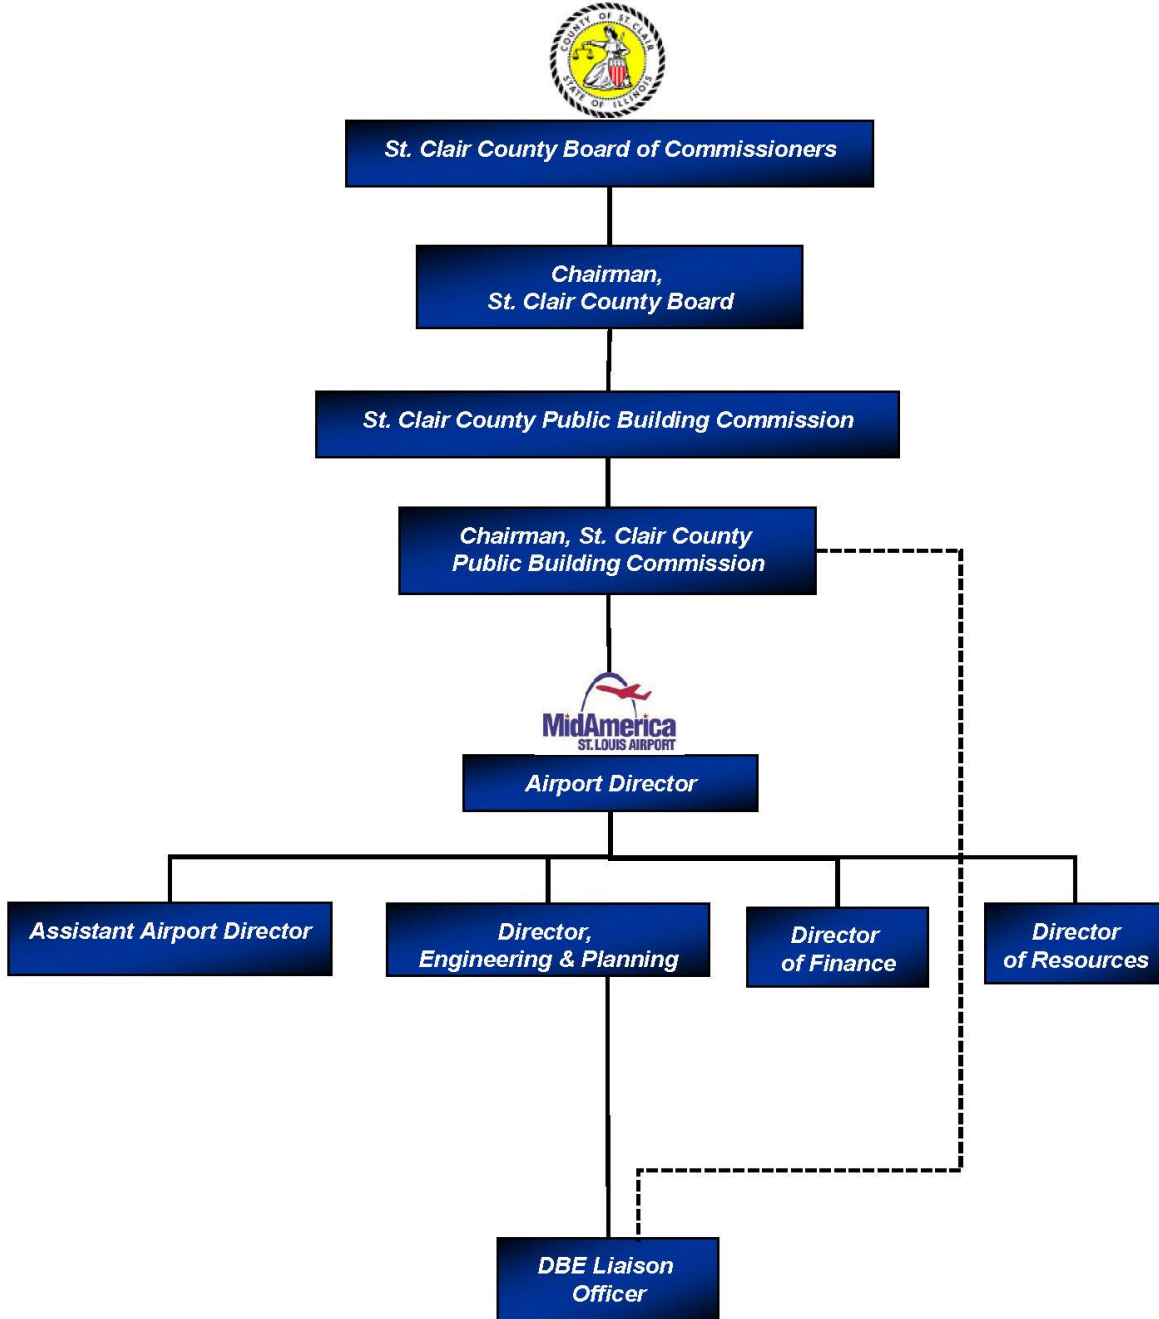 COUNTY OF ST. CLAIR
STATE OF ILLINOIS
St. Clair County Board of Commissioners
Chairman,
St. Clair County Board
St. Clair County Public Building Commission
Chairman, St. Clair County
Public Building Commission
MidAmerica
ST. LOUIS AIRPORT
Airport Director
Assistant Airport Director
Director,
Engineering & Planning
Director
of Finance
Director
of Resources
DBE Liaison
Officer